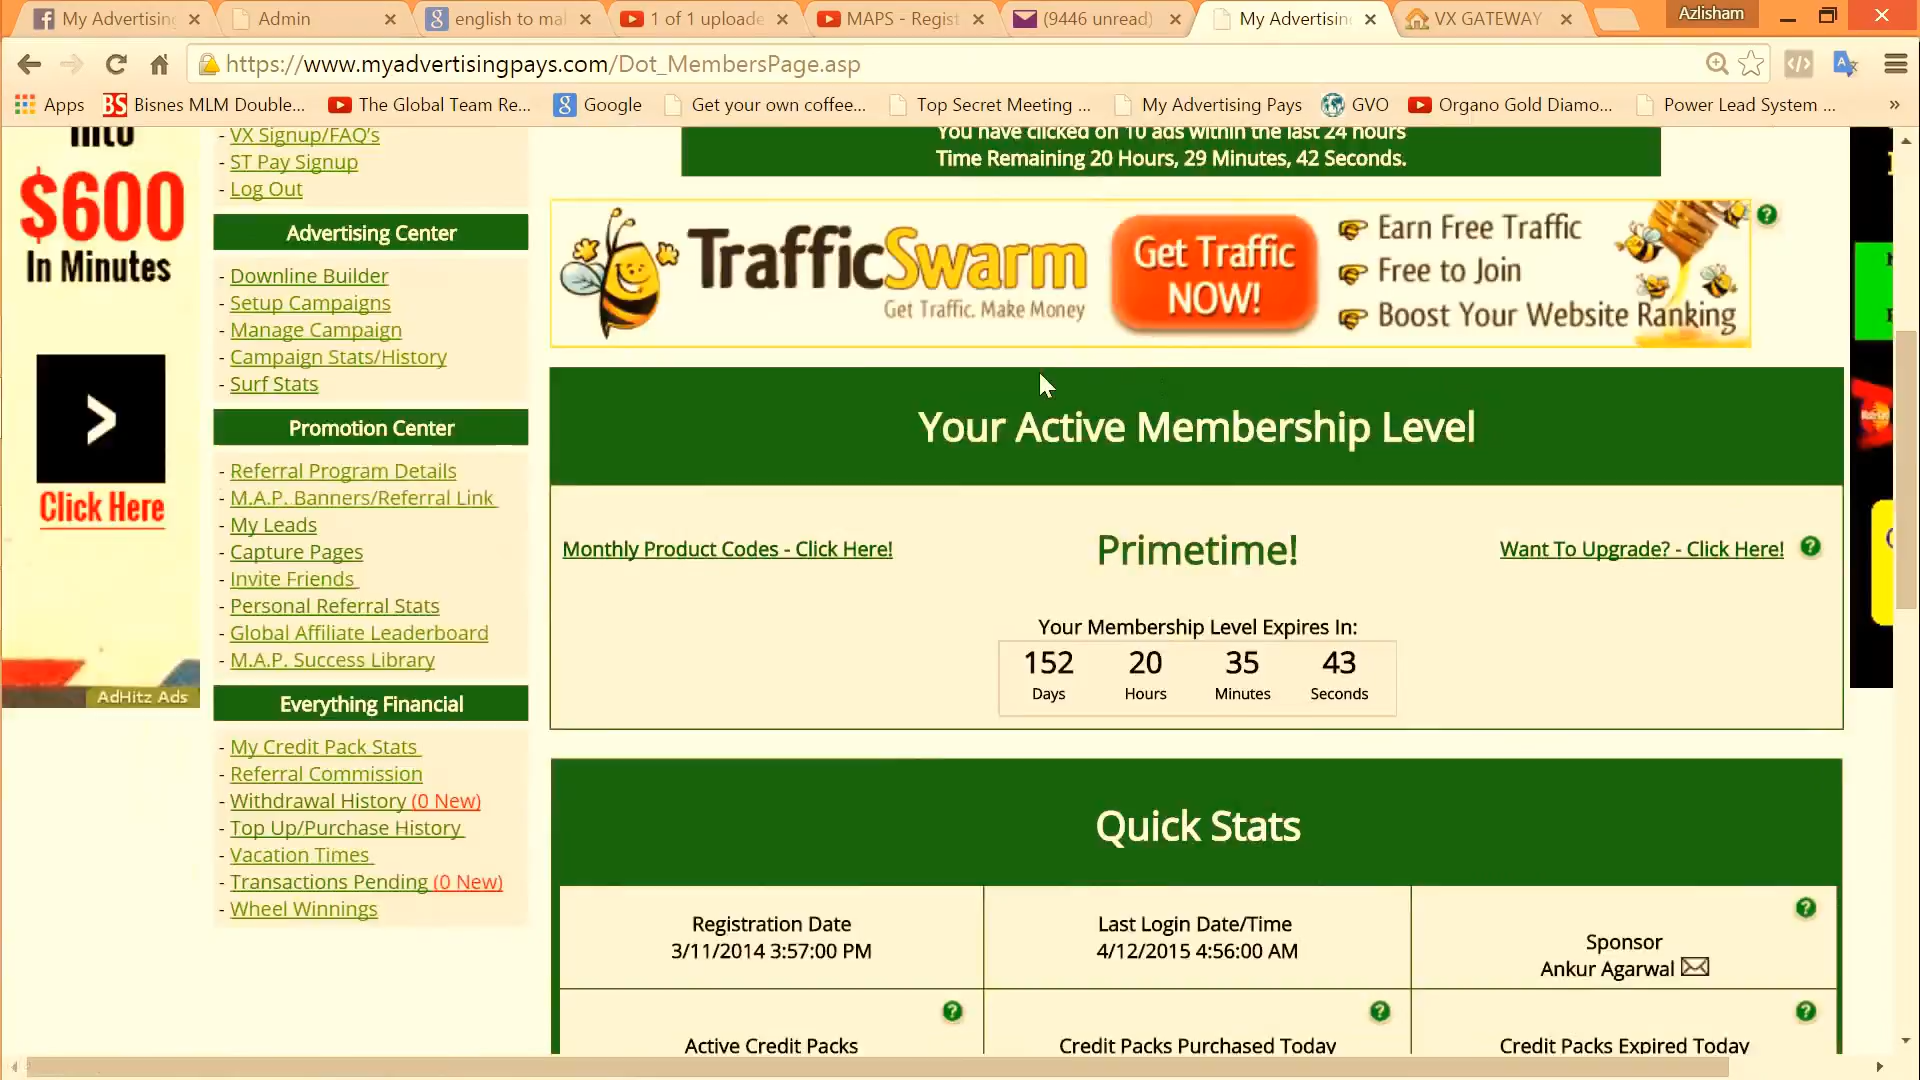 My Advertising
Admin
english to mal
1 of 1 uploade
MAPS - Regist
(9446 unread)
My Advertising
VX GATEWAY
Azlisham
https://www.myadvertisingpays.com/Dot_MembersPage.asp
Apps
BS Bisnes MLM Double...
The Global Team Re...
Google
Get your own coffee...
Top Secret Meeting ...
My Advertising Pays
GVO
Organo Gold Diamo...
Power Lead System ...
»
into
$600
In Minutes
>
Click Here
AdHitz Ads
- VX Signup/FAQ's
- ST Pay Signup
- Log Out
Advertising Center
- Downline Builder
- Setup Campaigns
- Manage Campaign
- Campaign Stats/History
- Surf Stats
Promotion Center
- Referral Program Details
- M.A.P. Banners/Referral Link
- My Leads
- Capture Pages
- Invite Friends
- Personal Referral Stats
- Global Affiliate Leaderboard
- M.A.P. Success Library
Everything Financial
- My Credit Pack Stats
- Referral Commission
- Withdrawal History (0 New)
- Top Up/Purchase History
- Vacation Times
- Transactions Pending (0 New)
- Wheel Winnings
You have clicked on 10 ads within the last 24 hours
Time Remaining 20 Hours, 29 Minutes, 42 Seconds.
TrafficSwarm
Get Traffic. Make Money
Get Traffic
NOW!
Earn Free Traffic
Free to Join
Boost Your Website Ranking
Your Active Membership Level
Monthly Product Codes - Click Here!
Primetime!
Want To Upgrade? - Click Here!
Your Membership Level Expires In:
152 20 35 43
Days Hours Minutes Seconds
Quick Stats
Registration Date
3/11/2014 3:57:00 PM
Last Login Date/Time
4/12/2015 4:56:00 AM
Sponsor
Ankur Agarwal
Active Credit Packs
Credit Packs Purchased Today
Credit Packs Expired Today